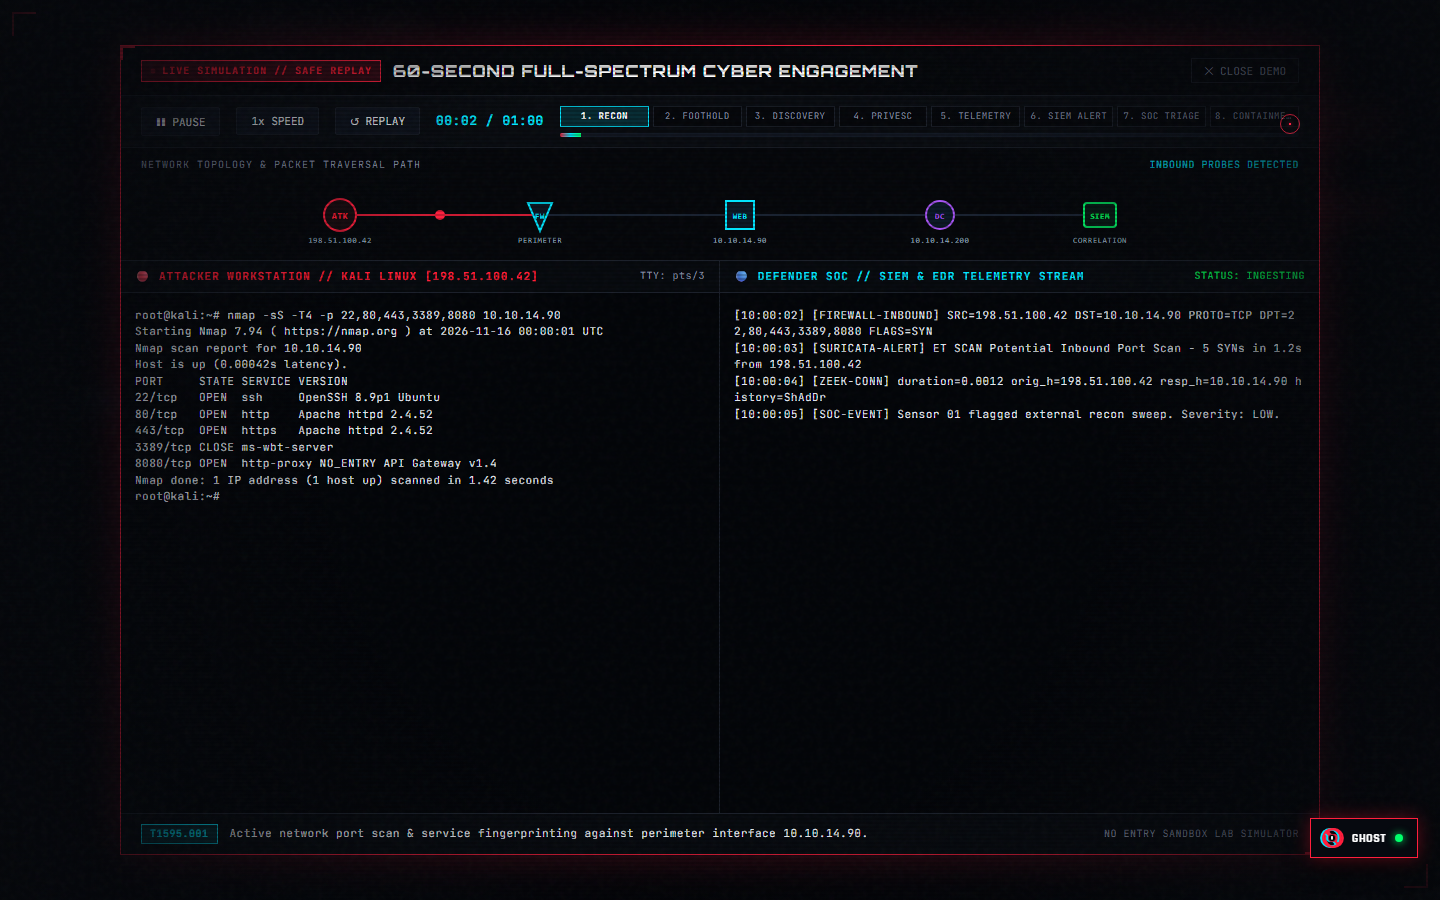 LIVE SIMULATION // SAFE REPLAY
60-SECOND FULL-SPECTRUM CYBER ENGAGEMENT
CLOSE DEMO
PAUSE
1x SPEED
↺ REPLAY
00:02 / 01:00
1. RECON
2. FOOTHOLD
3. DISCOVERY
4. PRIVESC
5. TELEMETRY
6. SIEM ALERT
7. SOC TRIAGE
8. CONTAINME
NETWORK TOPOLOGY & PACKET TRAVERSAL PATH
INBOUND PROBES DETECTED
ATK
FW
WEB
DC
SIEM
198.51.100.42
PERIMETER
10.10.14.90
10.10.14.200
CORRELATION
ATTACKER WORKSTATION // KALI LINUX [198.51.100.42]
TTY: pts/3
root@kali:~# nmap -sS -T4 -p 22,80,443,3389,8080 10.10.14.90
Starting Nmap 7.94 ( https://nmap.org ) at 2026-11-16 00:00:01 UTC
Nmap scan report for 10.10.14.90
Host is up (0.00042s latency).
PORT STATE SERVICE VERSION
22/tcp OPEN ssh OpenSSH 8.9p1 Ubuntu
80/tcp OPEN http Apache httpd 2.4.52
443/tcp OPEN https Apache httpd 2.4.52
3389/tcp CLOSE ms-wbt-server
8080/tcp OPEN http-proxy NO_ENTRY API Gateway v1.4
Nmap done: 1 IP address (1 host up) scanned in 1.42 seconds
root@kali:~#
DEFENDER SOC // SIEM & EDR TELEMETRY STREAM
STATUS: INGESTING
[10:00:02] [FIREWALL-INBOUND] SRC=198.51.100.42 DST=10.10.14.90 PROTO=TCP DPT=2
2,80,443,3389,8080 FLAGS=SYN
[10:00:03] [SURICATA-ALERT] ET SCAN Potential Inbound Port Scan - 5 SYNs in 1.2s
from 198.51.100.42
[10:00:04] [ZEEK-CONN] duration=0.0012 orig_h=198.51.100.42 resp_h=10.10.14.90 h
istory=ShAdDr
[10:00:05] [SOC-EVENT] Sensor 01 flagged external recon sweep. Severity: LOW.
T1595.001
Active network port scan & service fingerprinting against perimeter interface 10.10.14.90.
NO ENTRY SANDBOX LAB SIMULATOR
GHOST